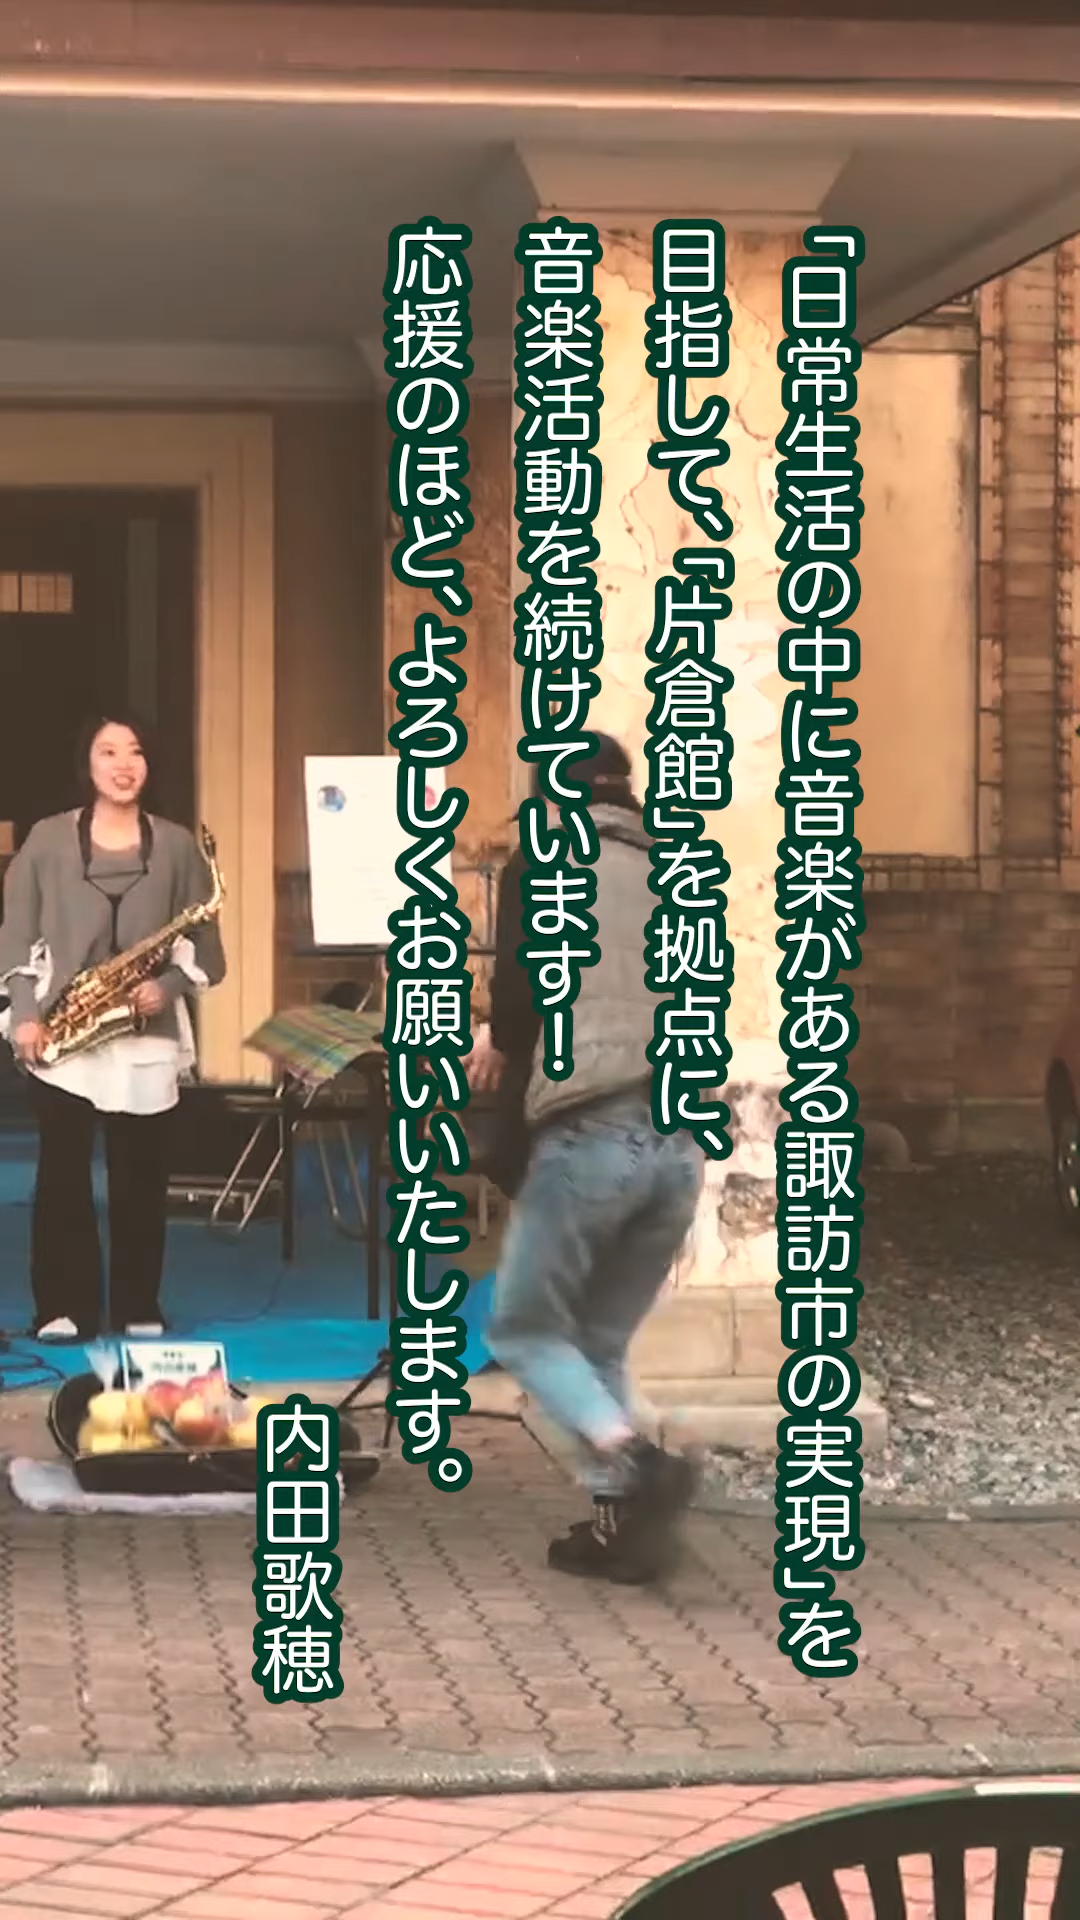 「日常生活の中に音楽がある諏訪市の実現」を
目指して、「片倉館」を拠点に、
音楽活動を続けています！
応援のほど、よろしくお願いいたします。
内田歌穂